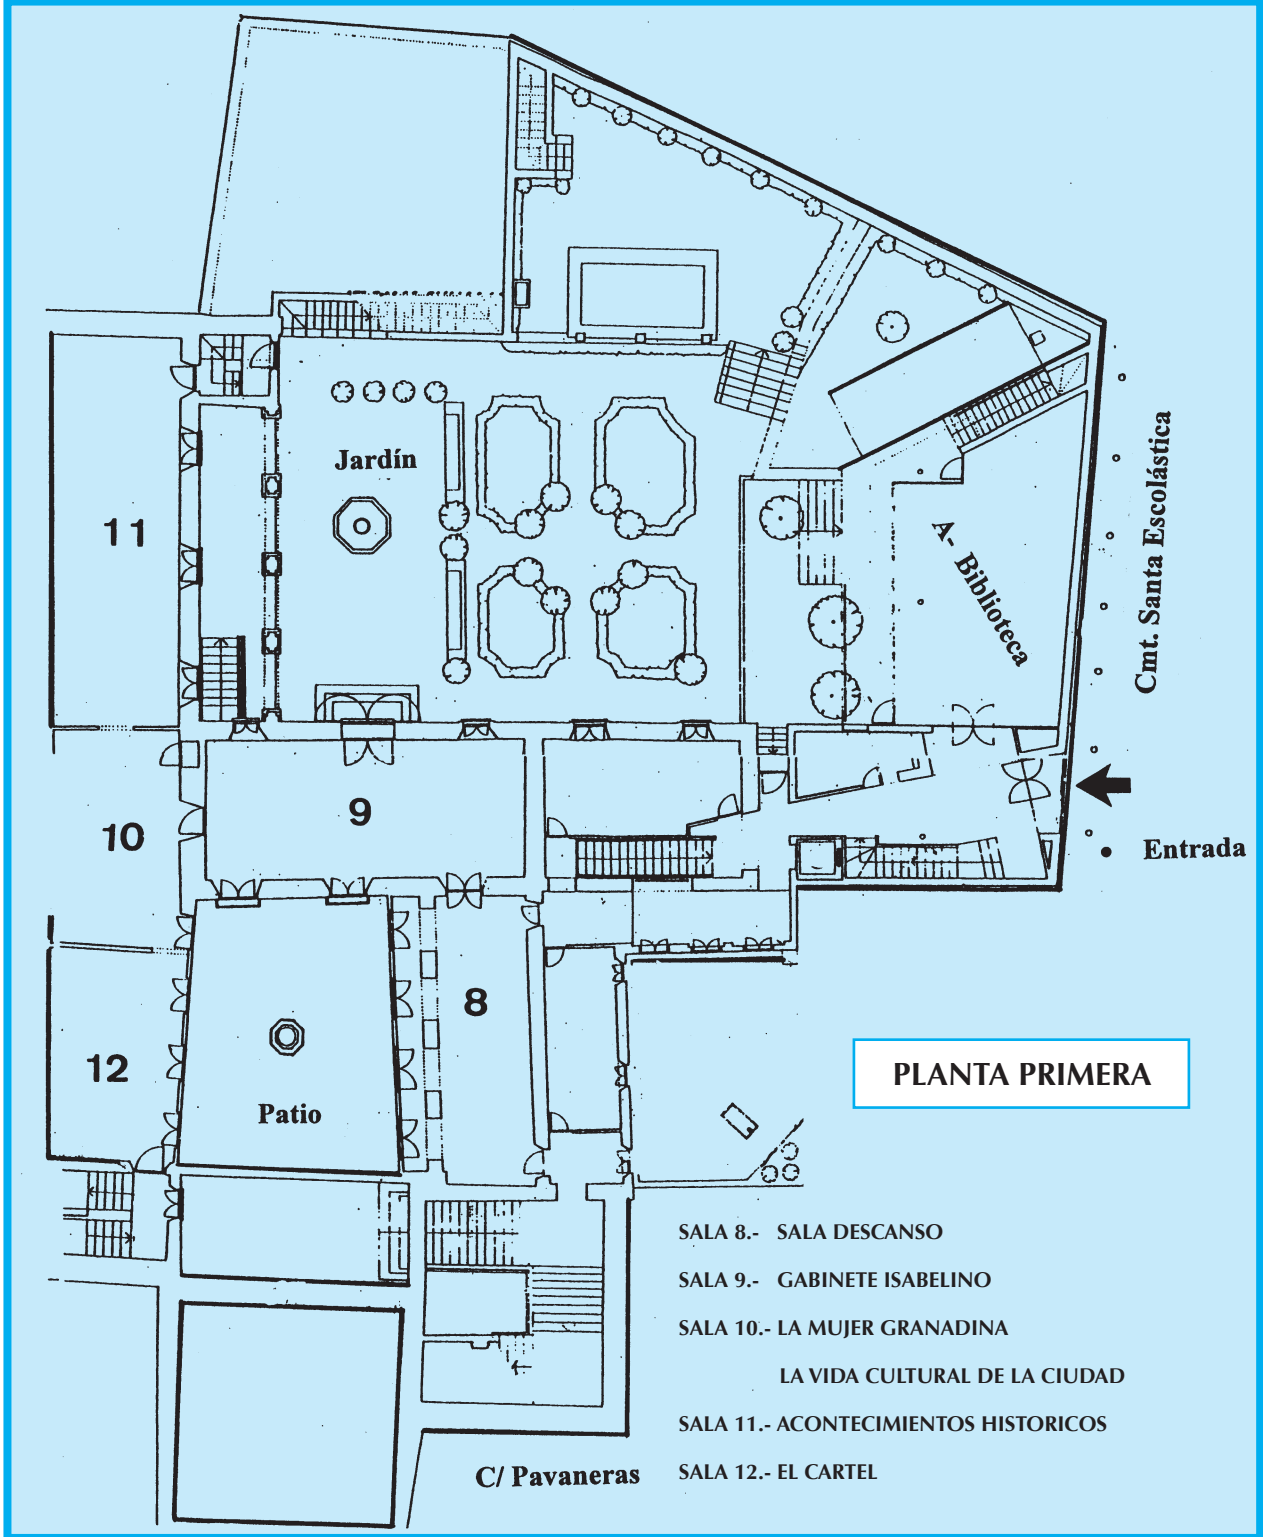 Jardín
11
A- Biblioteca
Cmt. Santa Escolástica
9
10
Entrada
8
12
Patio
PLANTA PRIMERA
SALA 8.- SALA DESCANSO
SALA 9.- GABINETE ISABELINO
SALA 10.- LA MUJER GRANADINA
LA VIDA CULTURAL DE LA CIUDAD
SALA 11.- ACONTECIMIENTOS HISTORICOS
SALA 12.- EL CARTEL
C/ Pavaneras